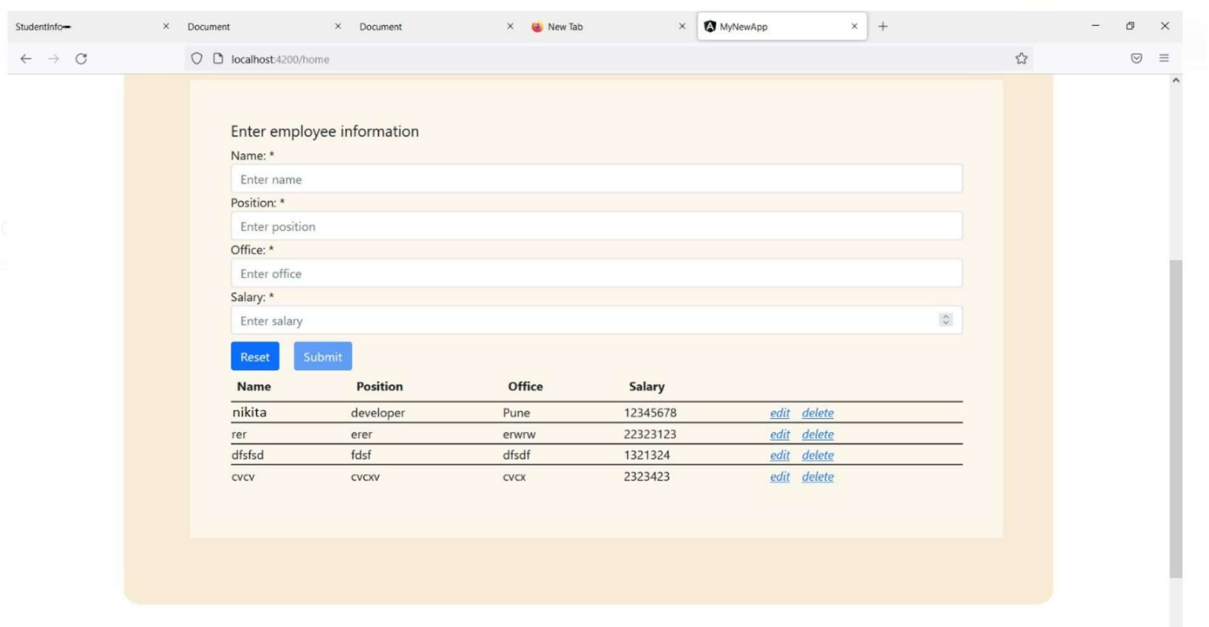 StudentInfo Document Document New Tab MyNewApp
localhost:4200/home
Enter employee information
Name: *
Enter name
Position: *
Enter position
Office: *
Enter office
Salary: *
Enter salary
Reset Submit
Name Position Office Salary
nikita developer Pune 12345678 edit delete
rer erer erwrw 22323123 edit delete
dfsfsd fdsf dfsdf 1321324 edit delete
cvcv cvcxv cvcx 2323423 edit delete